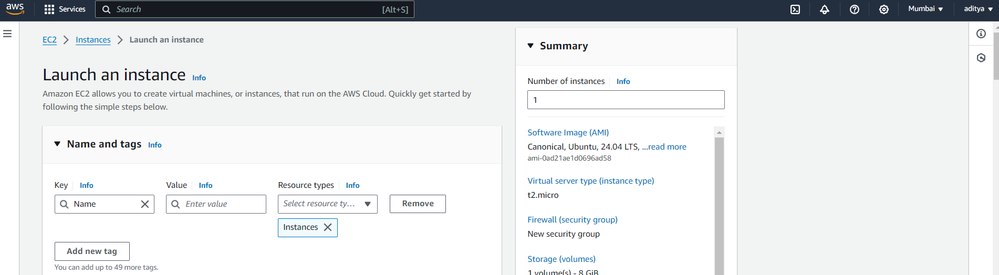 aws
Services
Search
[Alt+S]
Mumbai
aditya
EC2
Instances
Launch an instance
Launch an instance
Info
Amazon EC2 allows you to create virtual machines, or instances, that run on the AWS Cloud. Quickly get started by
following the simple steps below.
Name and tags
Info
Key
Info
Value
Info
Resource types
Info
Name
Enter value
Select resource ty...
Remove
Instances
Add new tag
You can add up to 49 more tags.
Summary
Number of instances
Info
1
Software Image (AMI)
Canonical, Ubuntu, 24.04 LTS, ...read more
ami-0ad21ae1d0696ad58
Virtual server type (instance type)
t2.micro
Firewall (security group)
New security group
Storage (volumes)
1 volume(s) - 8 GiB